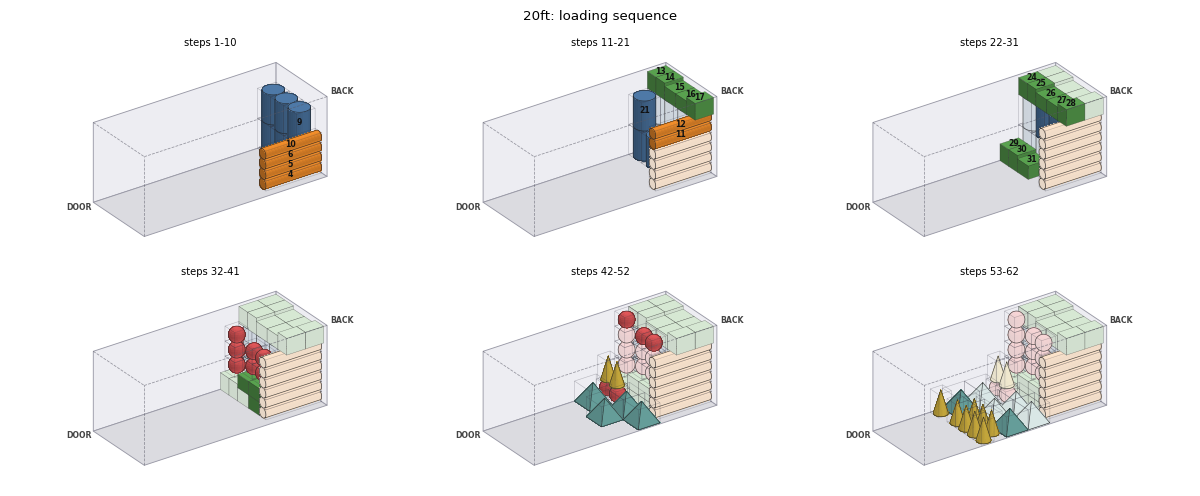 20ft: loading sequence
steps 1-10
BACK
9
10
6
5
4
DOOR
steps 11-21
BACK
13
14
15
16
17
21
12
11
DOOR
steps 22-31
BACK
24
25
26
27
28
29
30
31
DOOR
steps 32-41
BACK
DOOR
steps 42-52
BACK
DOOR
steps 53-62
BACK
DOOR